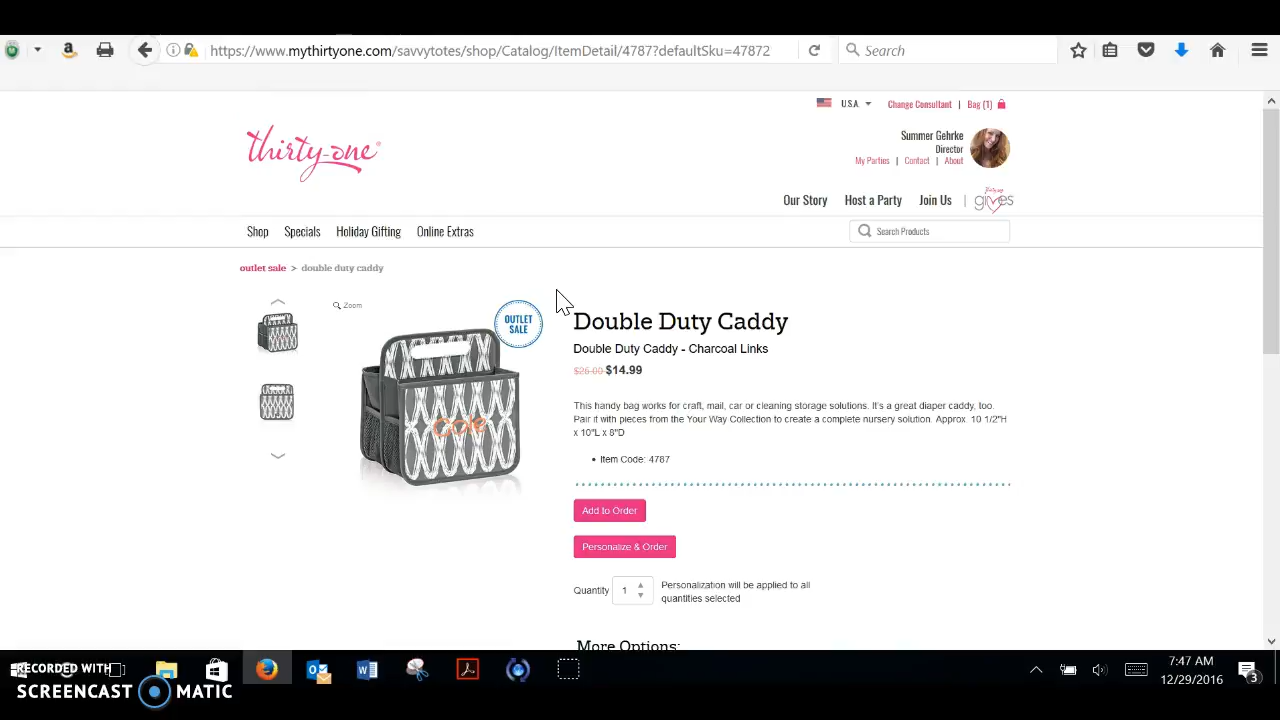 https://www.mythirtyone.com/savvytotes/shop/Catalog/ItemDetail/4787?defaultSku=47872
Search
U.S.A
Change Consultant | Bag (1)
thirty-one
Summer Gehrke
Director
My Parties | Contact | About
Our Story
Host a Party
Join Us |
thirty-one
gives
Shop
Specials
Holiday Gifting
Online Extras
Search Products
outlet sale > double duty caddy
Zoom
OUTLET
SALE
Cole
Double Duty Caddy
Double Duty Caddy - Charcoal Links
$25.00 $14.99
This handy bag works for craft, mail, car or cleaning storage solutions. It's a great diaper caddy, too.
Pair it with pieces from the Your Way Collection to create a complete nursery solution. Approx. 10 1/2"H
x 10"L x 8"D
• Item Code: 4787
Add to Order
Personalize & Order
Quantity
1
Personalization will be applied to all
quantities selected
More Options:
RECORDED WITH
SCREENCAST MATIC
7:47 AM
12/29/2016
3